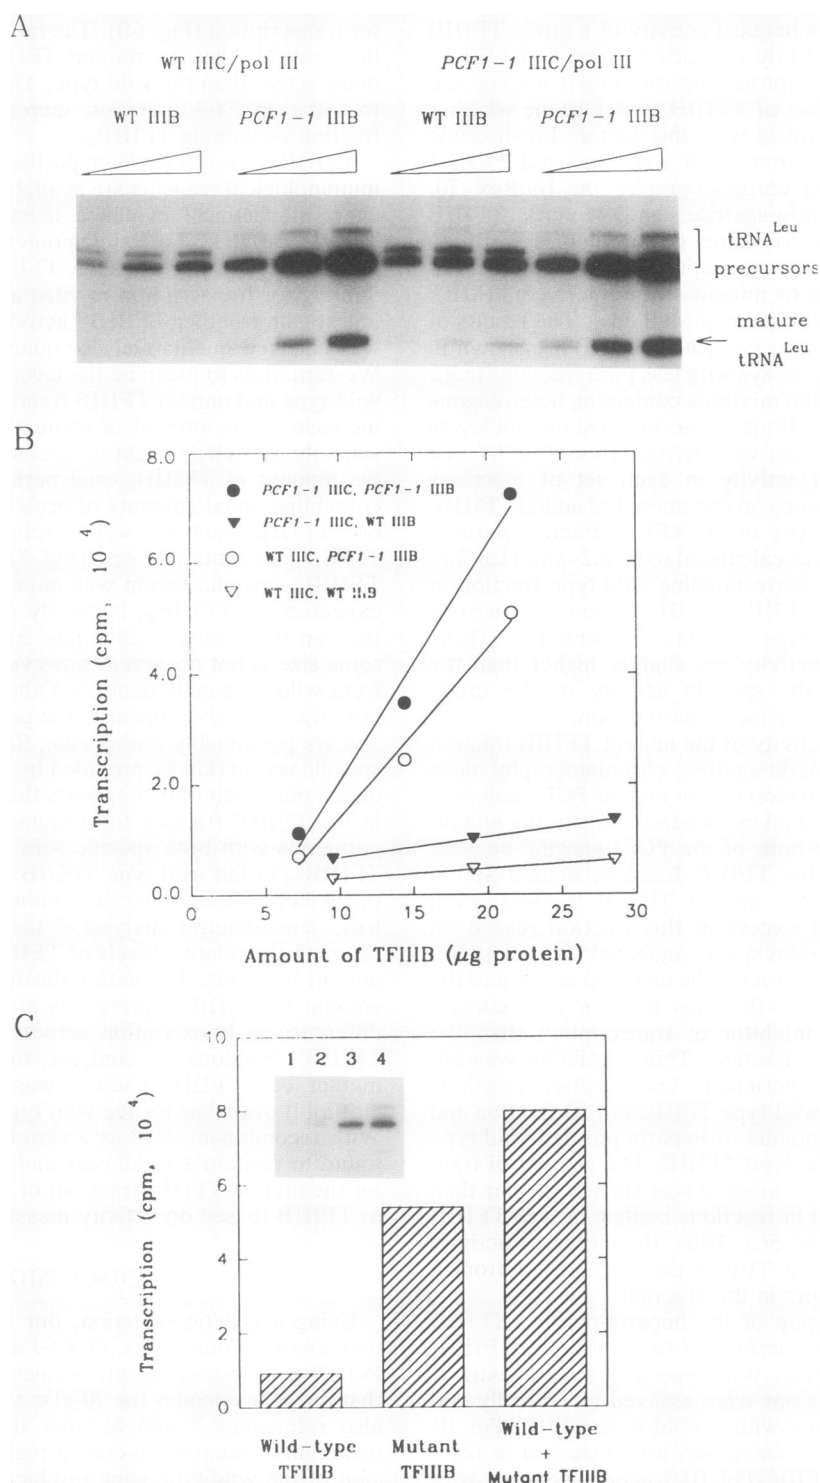 A
WT IIIC/pol III
PCF1-1 IIIC/pol III
WT IIIB
PCF1-1 IIIB
WT IIIB
PCF1-1 IIIB
tRNA^Leu
precursors
mature
tRNA^Leu
B
8.0
6.0
4.0
2.0
0.0
Transcription (cpm, 10^4)
PCF1-1 IIIC, PCF1-1 IIIB
PCF1-1 IIIC, WT IIIB
WT IIIC, PCF1-1 IIIB
WT IIIC, WT IIIB
0 5 10 15 20 25 30
Amount of TFIIIB (μg protein)
C
10
8
6
4
2
0
Transcription (cpm, 10^4)
1 2 3 4
Wild-type
TFIIIB
Mutant
TFIIIB
Wild-type
+
Mutant TFIIIB